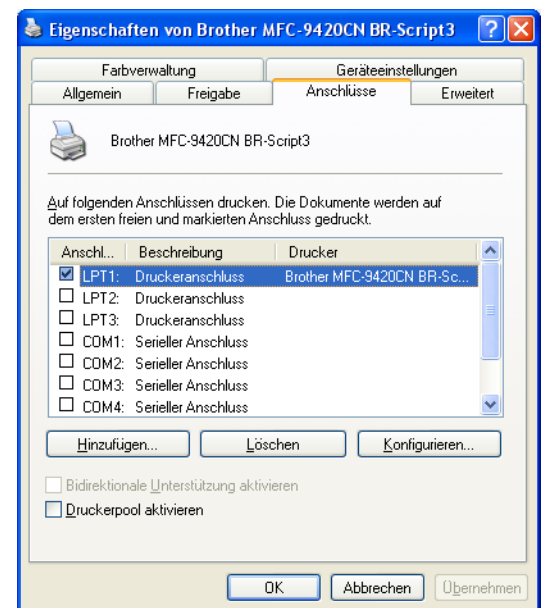 Eigenschaften von Brother MFC-9420CN BR-Script3
Farbverwaltung Geräteeinstellungen
Allgemein Freigabe Anschlüsse Erweitert
Brother MFC-9420CN BR-Script3
Auf folgenden Anschlüssen drucken. Die Dokumente werden auf
dem ersten freien und markierten Anschluss gedruckt.
Anschl... Beschreibung Drucker
LPT1: Druckeranschluss Brother MFC-9420CN BR-Sc...
LPT2: Druckeranschluss
LPT3: Druckeranschluss
COM1: Serieller Anschluss
COM2: Serieller Anschluss
COM3: Serieller Anschluss
COM4: Serieller Anschluss
Hinzufügen... Löschen Konfigurieren...
Bidirektionale Unterstützung aktivieren
Druckerpool aktivieren
OK Abbrechen Übernehmen